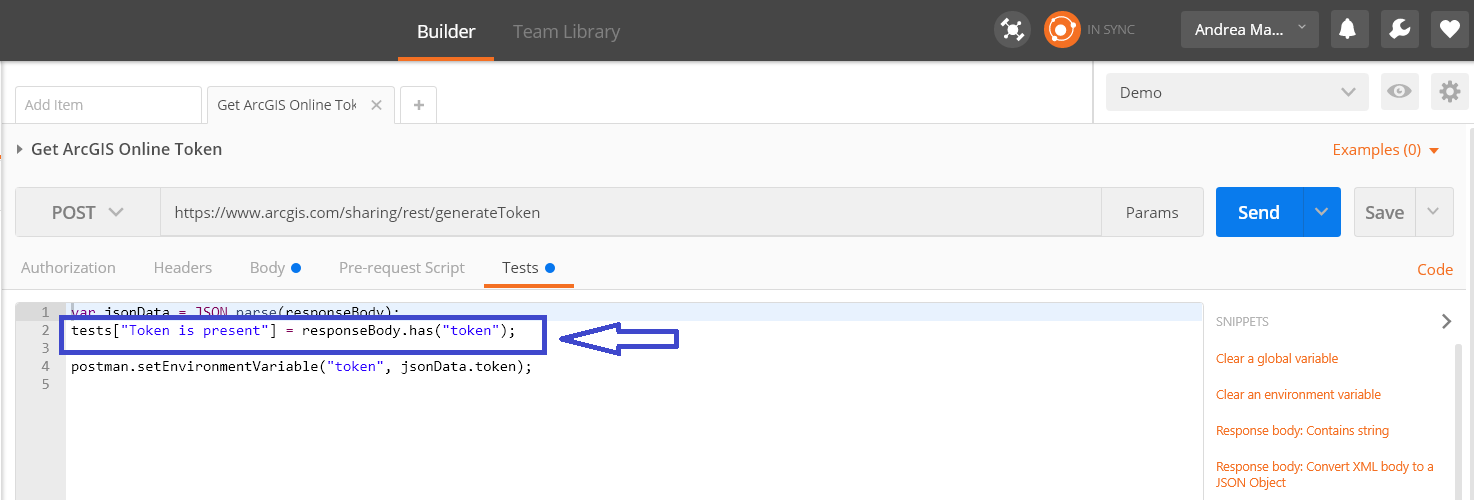 Builder
Team Library
IN SYNC
Andrea Ma...
Add Item
Get ArcGIS Online Tok
Demo
Get ArcGIS Online Token
Examples (0)
POST
https://www.arcgis.com/sharing/rest/generateToken
Params
Send
Save
Authorization
Headers
Body
Pre-request Script
Tests
Code
1 var jsonData = JSON.parse(responseBody);
2 tests["Token is present"] = responseBody.has("token");
3
4 postman.setEnvironmentVariable("token", jsonData.token);
5
SNIPPETS
Clear a global variable
Clear an environment variable
Response body: Contains string
Response body: Convert XML body to a
JSON Object